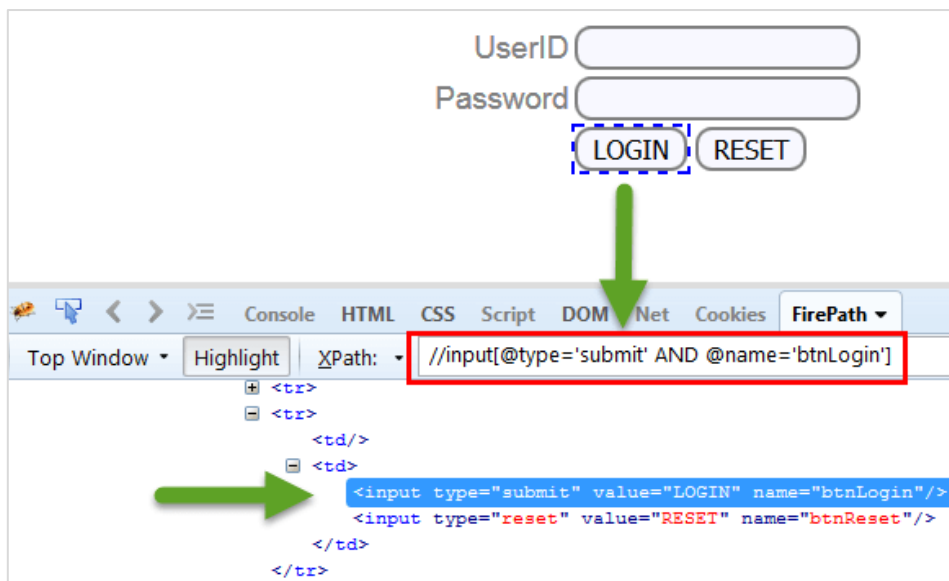 UserID
Password
LOGIN RESET
Console HTML CSS Script DOM Net Cookies FirePath
Top Window Highlight XPath: //input[@type='submit' AND @name='btnLogin']
<tr>
<tr>
<td/>
<td>
<input type="submit" value="LOGIN" name="btnLogin"/>
<input type="reset" value="RESET" name="btnReset"/>
</td>
</tr>